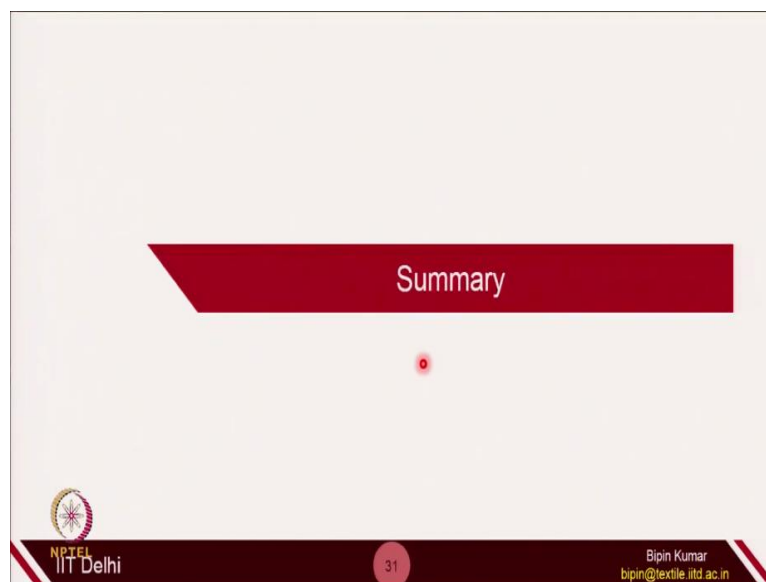 Summary
NPTEL
IIT Delhi
31
Bipin Kumar
bipin@textile.iitd.ac.in